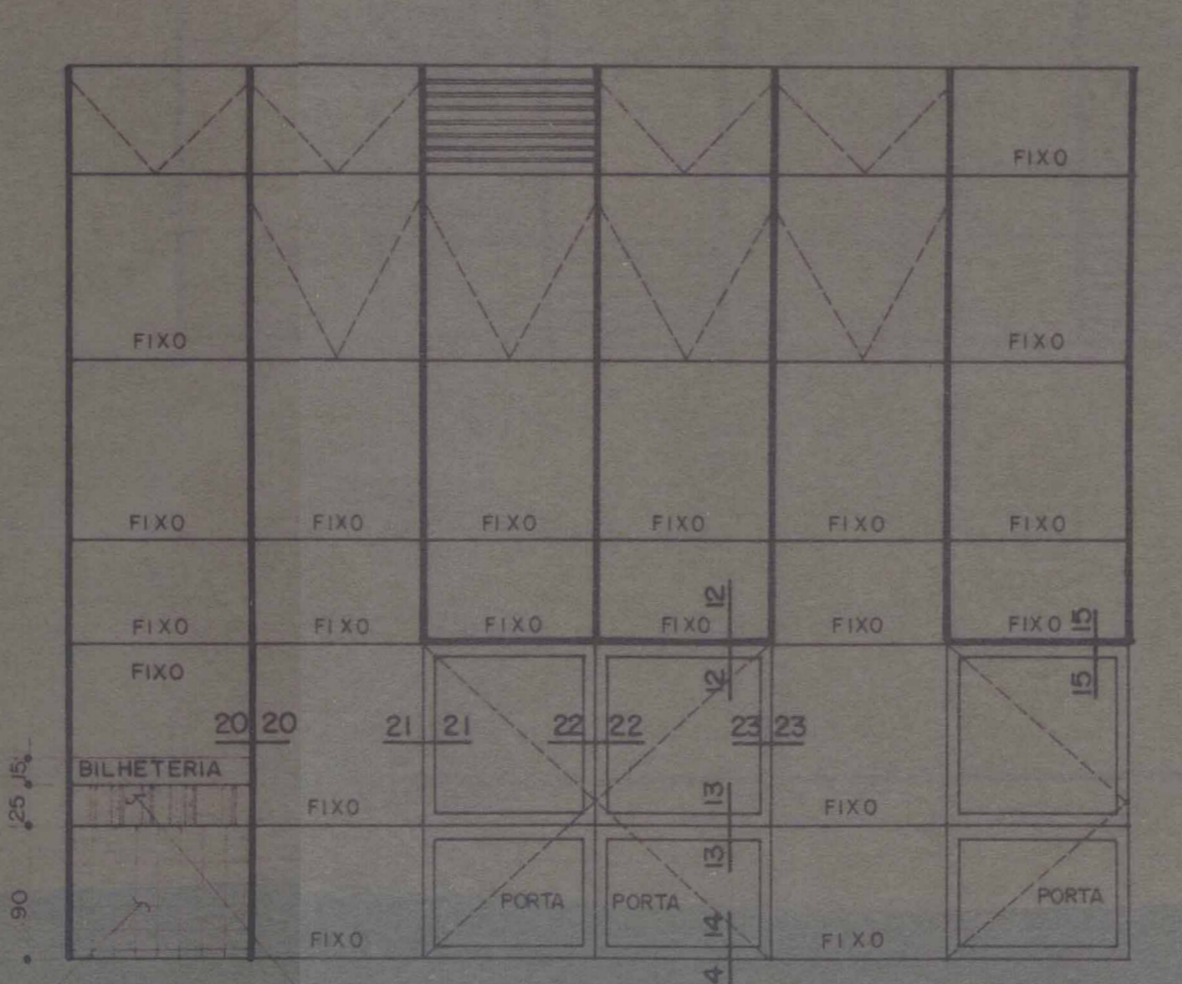 FIXO
FIXO FIXO
FIXO FIXO FIXO FIXO FIXO FIXO
12
FIXO FIXO FIXO FIXO FIXO FIXO 15
FIXO 12 15
20 20 21 21 22 22 23 23
15 BILHETERIA
25 FIXO 13 FIXO
13
90 PORTA PORTA PORTA
FIXO 14 FIXO
4